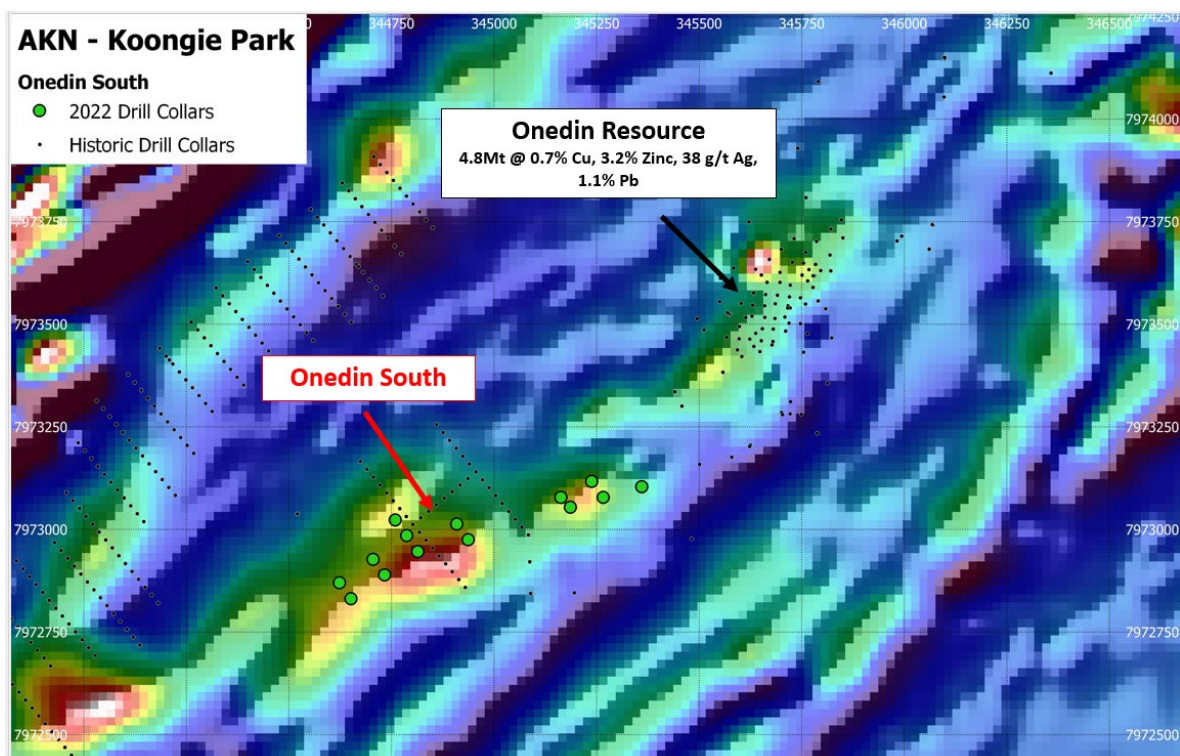 344750
345000
345250
345500
345750
346000
346250
346500
7974250
AKN - Koongie Park
Onedin South
2022 Drill Collars
Historic Drill Collars
Onedin Resource
4.8Mt @ 0.7% Cu, 3.2% Zinc, 38 g/t Ag,
1.1% Pb
7974000
7973750
7973750
7973500
7973500
Onedin South
7973250
7973250
7973000
7973000
7972750
7972750
7972500
7972500